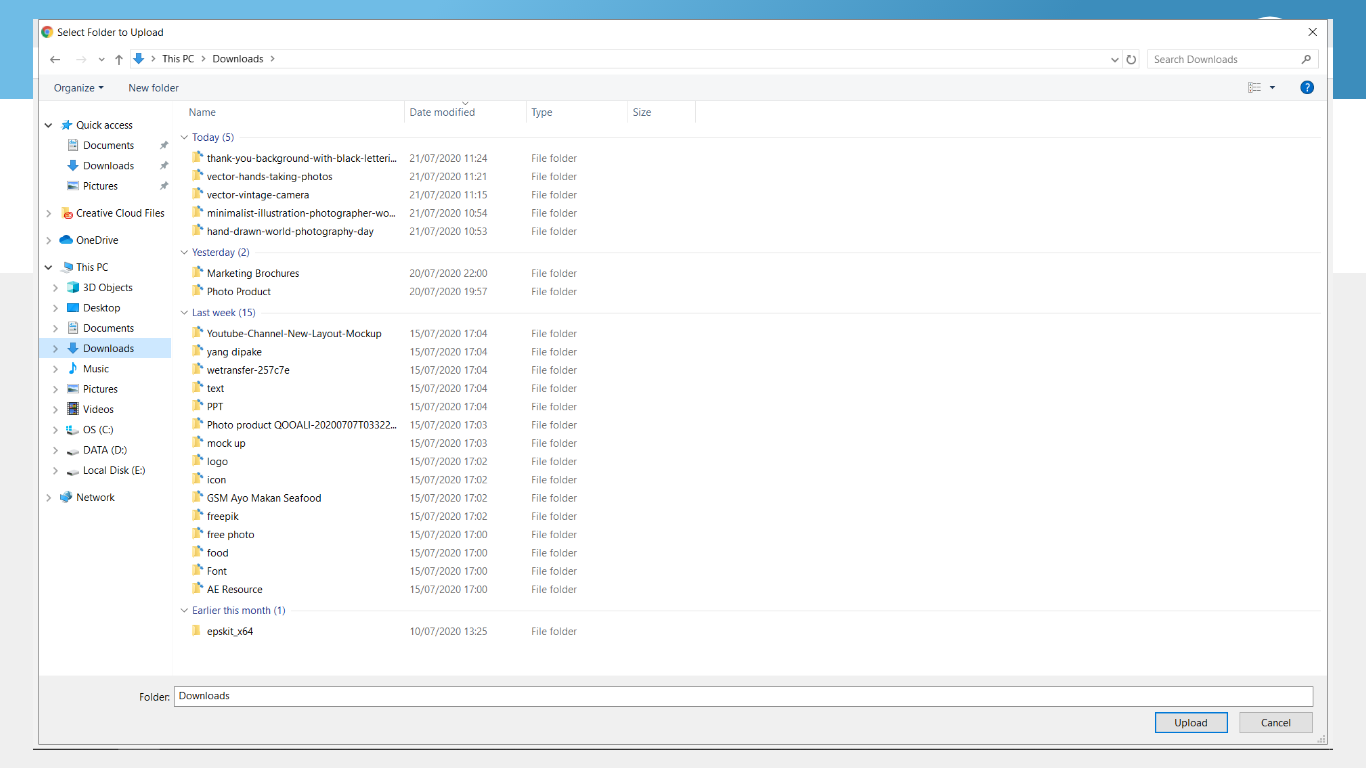 Select Folder to Upload
This PC > Downloads >
Search Downloads
Organize
New folder
?
Name Date modified Type Size
Quick access
Documents
Downloads
Pictures
Creative Cloud Files
OneDrive
This PC
3D Objects
Desktop
Documents
Downloads
Music
Pictures
Videos
OS (C:)
DATA (D:)
Local Disk (E:)
Network
Today (5)
thank-you-background-with-black-letteri... 21/07/2020 11:24 File folder
vector-hands-taking-photos 21/07/2020 11:21 File folder
vector-vintage-camera 21/07/2020 11:15 File folder
minimalist-illustration-photographer-wo... 21/07/2020 10:54 File folder
hand-drawn-world-photography-day 21/07/2020 10:53 File folder
Yesterday (2)
Marketing Brochures 20/07/2020 22:00 File folder
Photo Product 20/07/2020 19:57 File folder
Last week (15)
Youtube-Channel-New-Layout-Mockup 15/07/2020 17:04 File folder
yang dipake 15/07/2020 17:04 File folder
wetransfer-257c7e 15/07/2020 17:04 File folder
text 15/07/2020 17:04 File folder
PPT 15/07/2020 17:04 File folder
Photo product QOOALI-20200707T03322... 15/07/2020 17:03 File folder
mock up 15/07/2020 17:03 File folder
logo 15/07/2020 17:02 File folder
icon 15/07/2020 17:02 File folder
GSM Ayo Makan Seafood 15/07/2020 17:02 File folder
freepik 15/07/2020 17:02 File folder
free photo 15/07/2020 17:00 File folder
food 15/07/2020 17:00 File folder
Font 15/07/2020 17:00 File folder
AE Resource 15/07/2020 17:00 File folder
Earlier this month (1)
epskit_x64 10/07/2020 13:25 File folder
Folder: Downloads
Upload Cancel